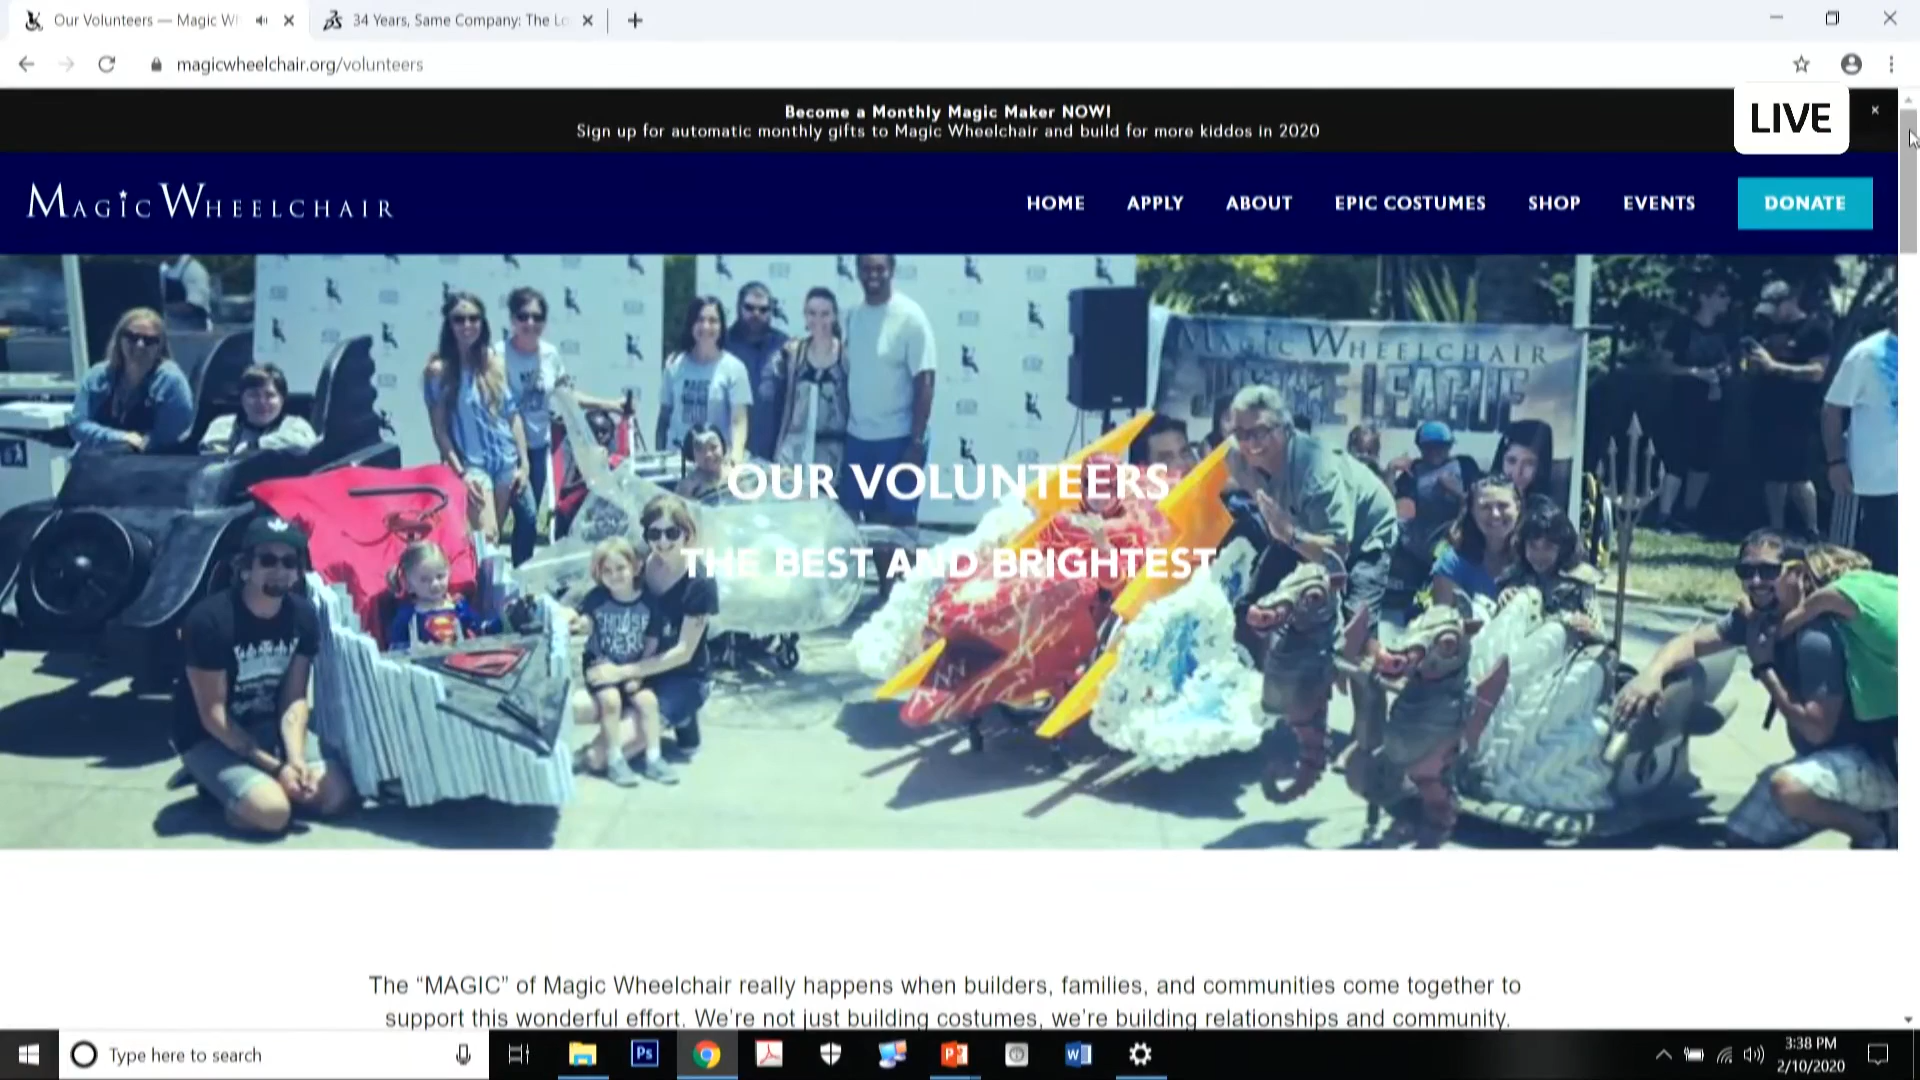 Our Volunteers — Magic W
34 Years, Same Company: The Lo
magicwheelchair.org/volunteers
Become a Monthly Magic Maker NOW!
Sign up for automatic monthly gifts to Magic Wheelchair and build for more kiddos in 2020
LIVE
MAGIC WHEELCHAIR
HOME APPLY ABOUT EPIC COSTUMES SHOP EVENTS DONATE
MAGIC WHEELCHAIR
JUSTICE LEAGUE
OUR VOLUNTEERS
THE BEST AND BRIGHTEST
The “MAGIC” of Magic Wheelchair really happens when builders, families, and communities come together to
support this wonderful effort. We’re not just building costumes, we’re building relationships and community.
Type here to search
Ps
3:38 PM
2/10/2020